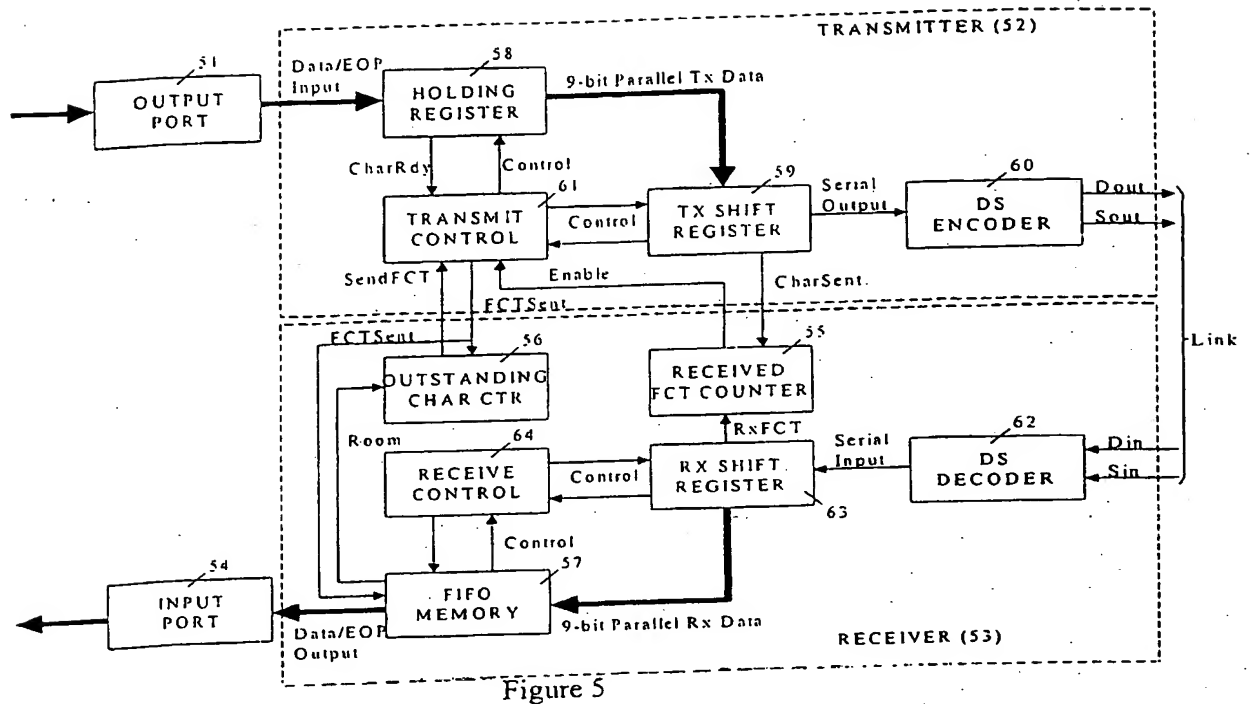 TRANSMITTER (52)
51
OUTPUT
PORT
Data/EOP
Input
58
HOLDING
REGISTER
9-bit Parallel Tx Data
CharRdy
Control
61
TRANSMIT
CONTROL
Control
59
TX SHIFT
REGISTER
Serial
Output
60
DS
ENCODER
Dout
Sout
SendFCT
FCTSent
Enable
CharSent.
Link
FCTSent
56
OUTSTANDING
CHAR CTR
55
RECEIVED
FCT COUNTER
Room
RxFCT
64
RECEIVE
CONTROL
Control
RX SHIFT
REGISTER
63
Serial
Input
62
DS
DECODER
Din
Sin
Control
54
INPUT
PORT
57
FIFO
MEMORY
Data/EOP
Output
9-bit Parallel Rx Data
RECEIVER (53)
Figure 5